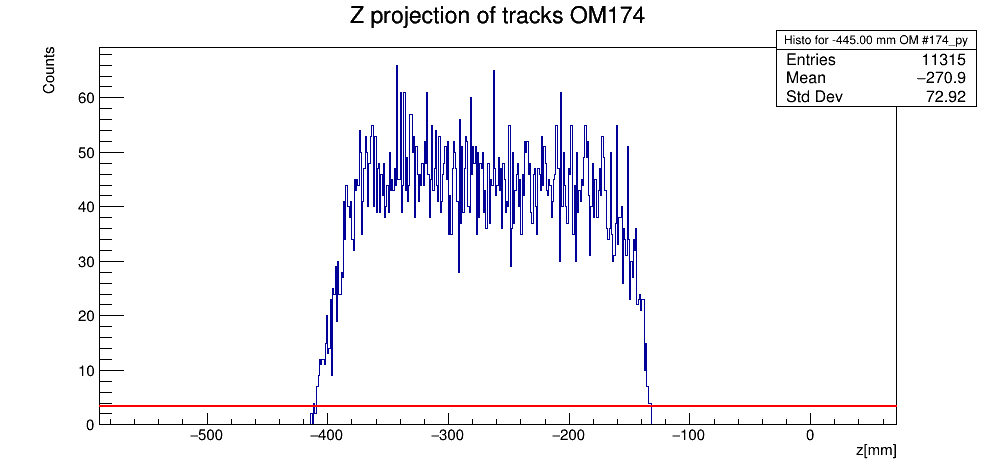 Z projection of tracks OM174
Histo for -445.00 mm OM #174_py
Entries 11315
Mean −270.9
Std Dev 72.92
Counts
60
50
40
30
20
10
0
−500 −400 −300 −200 −100 0
z[mm]